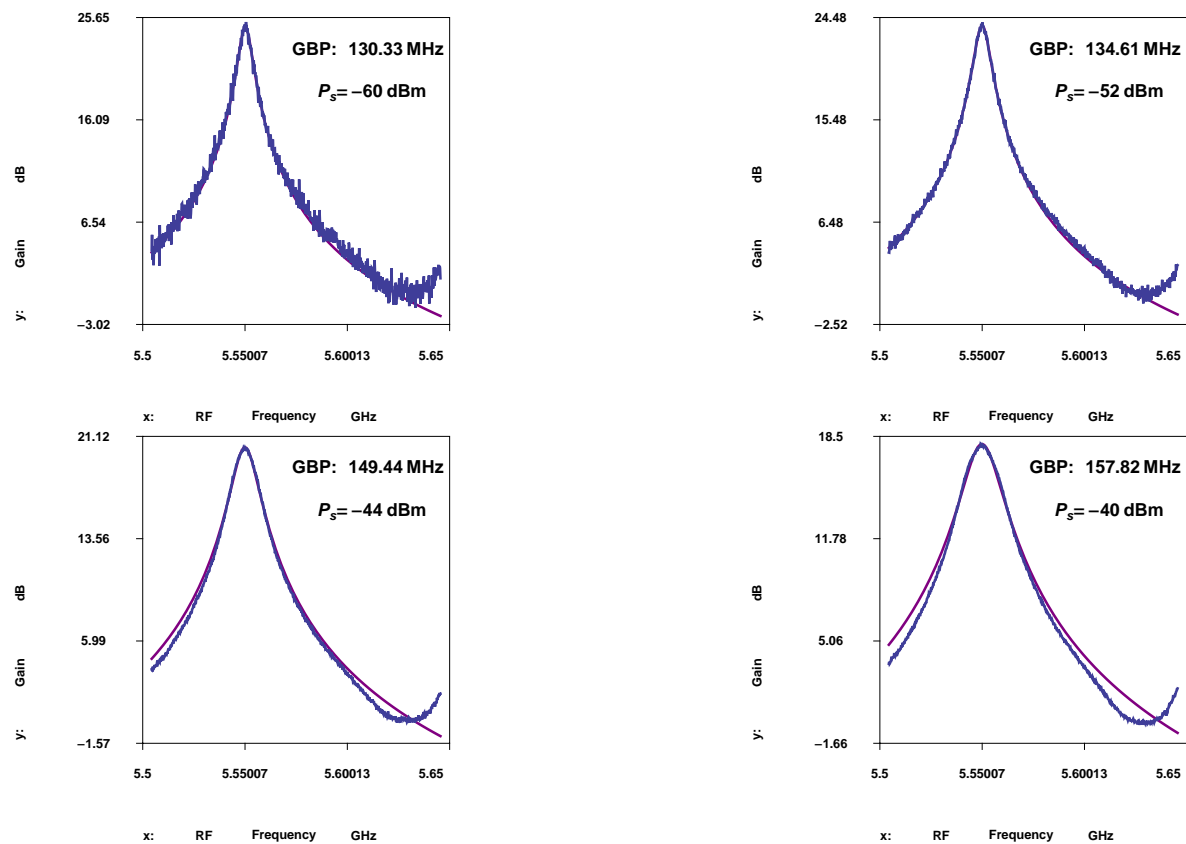 25.65
GBP: 130.33 MHz
Ps= −60 dBm
16.09
6.54
−3.02
y: Gain dB
5.5 5.55007 5.60013 5.65
x: RF Frequency GHz
24.48
GBP: 134.61 MHz
Ps= −52 dBm
15.48
6.48
−2.52
y: Gain dB
5.5 5.55007 5.60013 5.65
x: RF Frequency GHz
21.12
GBP: 149.44 MHz
Ps= −44 dBm
13.56
5.99
−1.57
y: Gain dB
5.5 5.55007 5.60013 5.65
x: RF Frequency GHz
18.5
GBP: 157.82 MHz
Ps= −40 dBm
11.78
5.06
−1.66
y: Gain dB
5.5 5.55007 5.60013 5.65
x: RF Frequency GHz